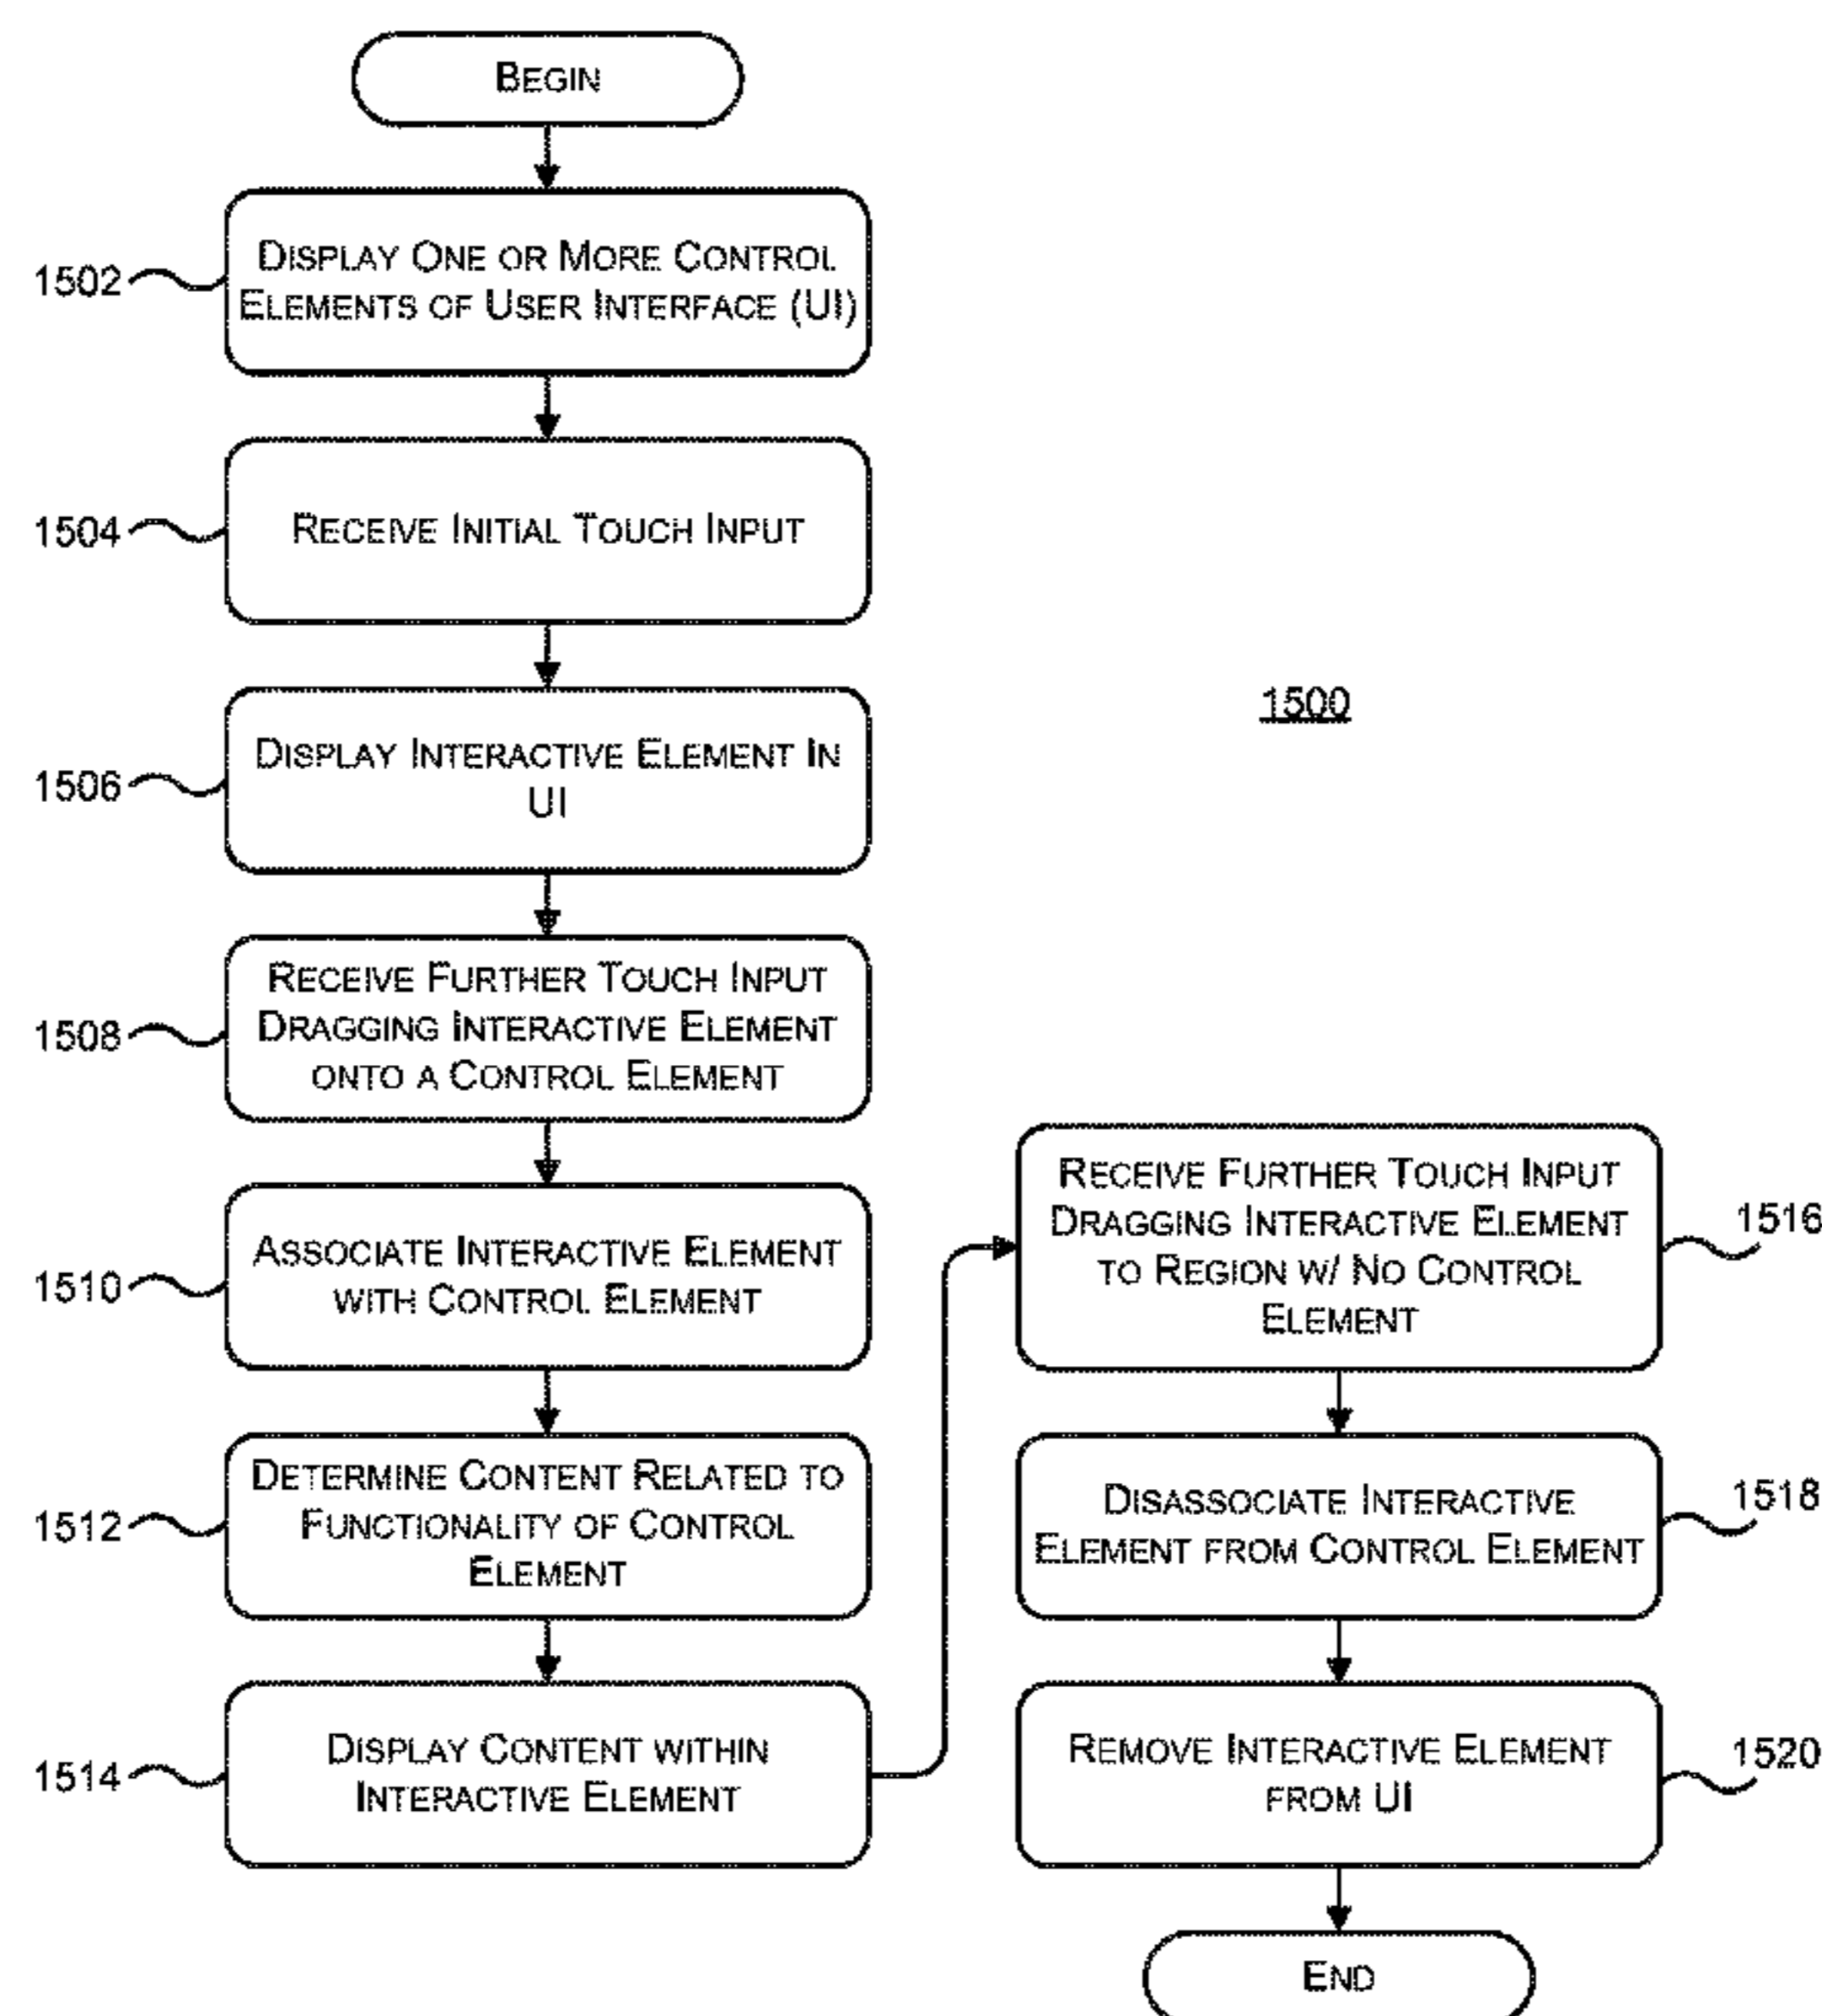 BEGIN
1502
DISPLAY ONE OR MORE CONTROL
ELEMENTS OF USER INTERFACE (UI)
1504
RECEIVE INITIAL TOUCH INPUT
1506
DISPLAY INTERACTIVE ELEMENT IN
UI
1500
1508
RECEIVE FURTHER TOUCH INPUT
DRAGGING INTERACTIVE ELEMENT
ONTO A CONTROL ELEMENT
1510
ASSOCIATE INTERACTIVE ELEMENT
WITH CONTROL ELEMENT
1512
DETERMINE CONTENT RELATED TO
FUNCTIONALITY OF CONTROL
ELEMENT
1514
DISPLAY CONTENT WITHIN
INTERACTIVE ELEMENT
RECEIVE FURTHER TOUCH INPUT
DRAGGING INTERACTIVE ELEMENT
TO REGION W/ NO CONTROL
ELEMENT
1516
DISASSOCIATE INTERACTIVE
ELEMENT FROM CONTROL ELEMENT
1518
REMOVE INTERACTIVE ELEMENT
FROM UI
1520
END